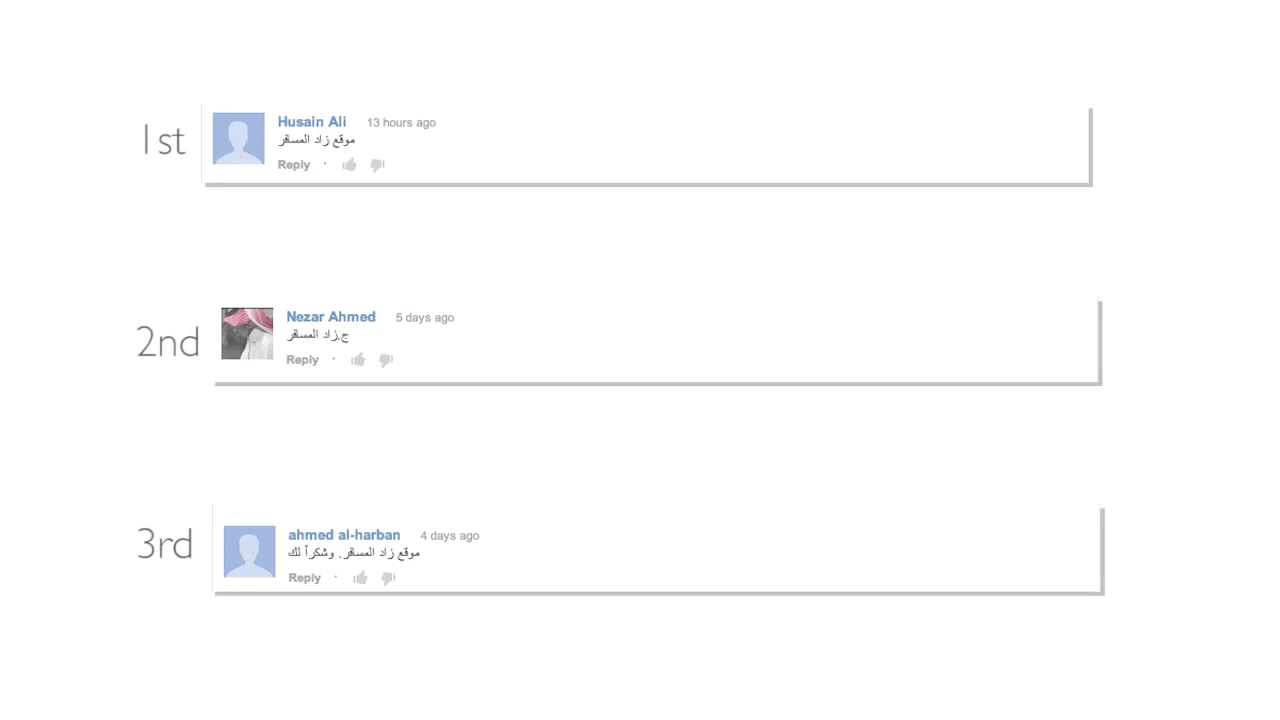 1st
Husain Ali 13 hours ago
موقع زاد المسافر
Reply ·
2nd
Nezar Ahmed 5 days ago
ج.زاد المسافر
Reply ·
3rd
ahmed al-harban 4 days ago
موقع زاد المسافر. وشكراً لك
Reply ·